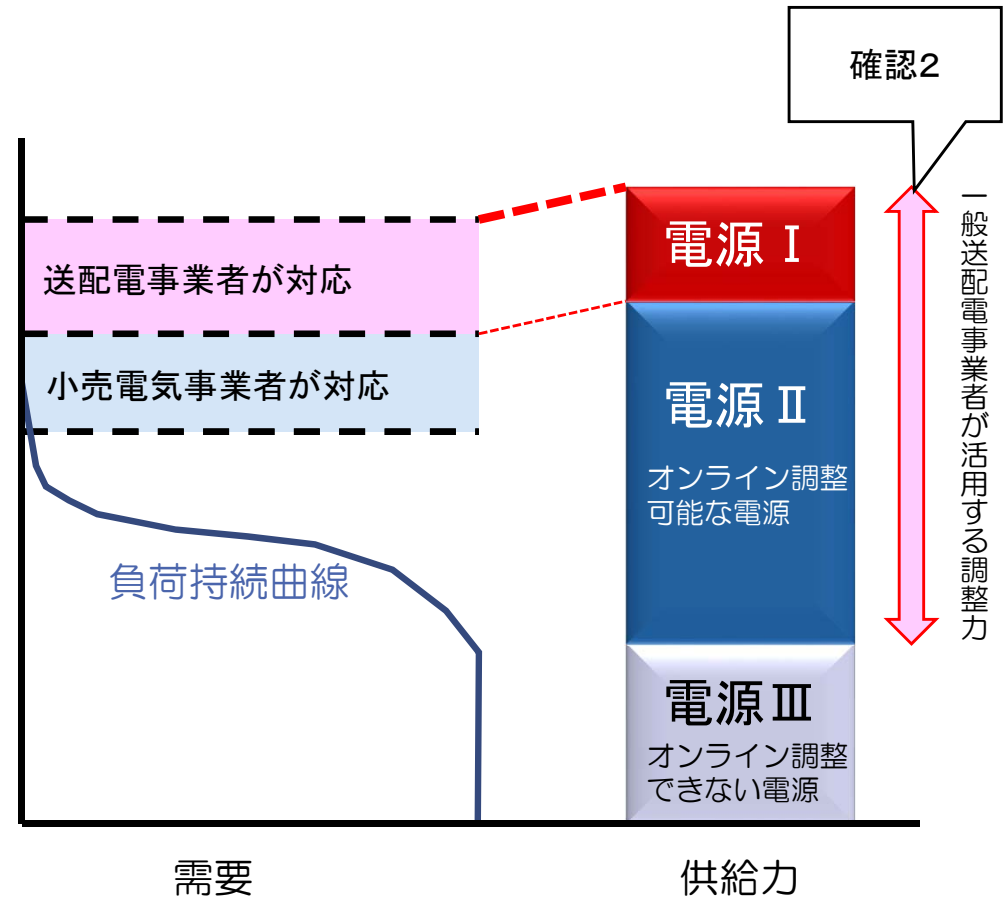 確認2
電源Ⅰ
送配電事業者が対応
小売電気事業者が対応
電源Ⅱ
オンライン調整
可能な電源
負荷持続曲線
電源Ⅲ
オンライン調整
できない電源
一般送配電事業者が活用する調整力
需要
供給力